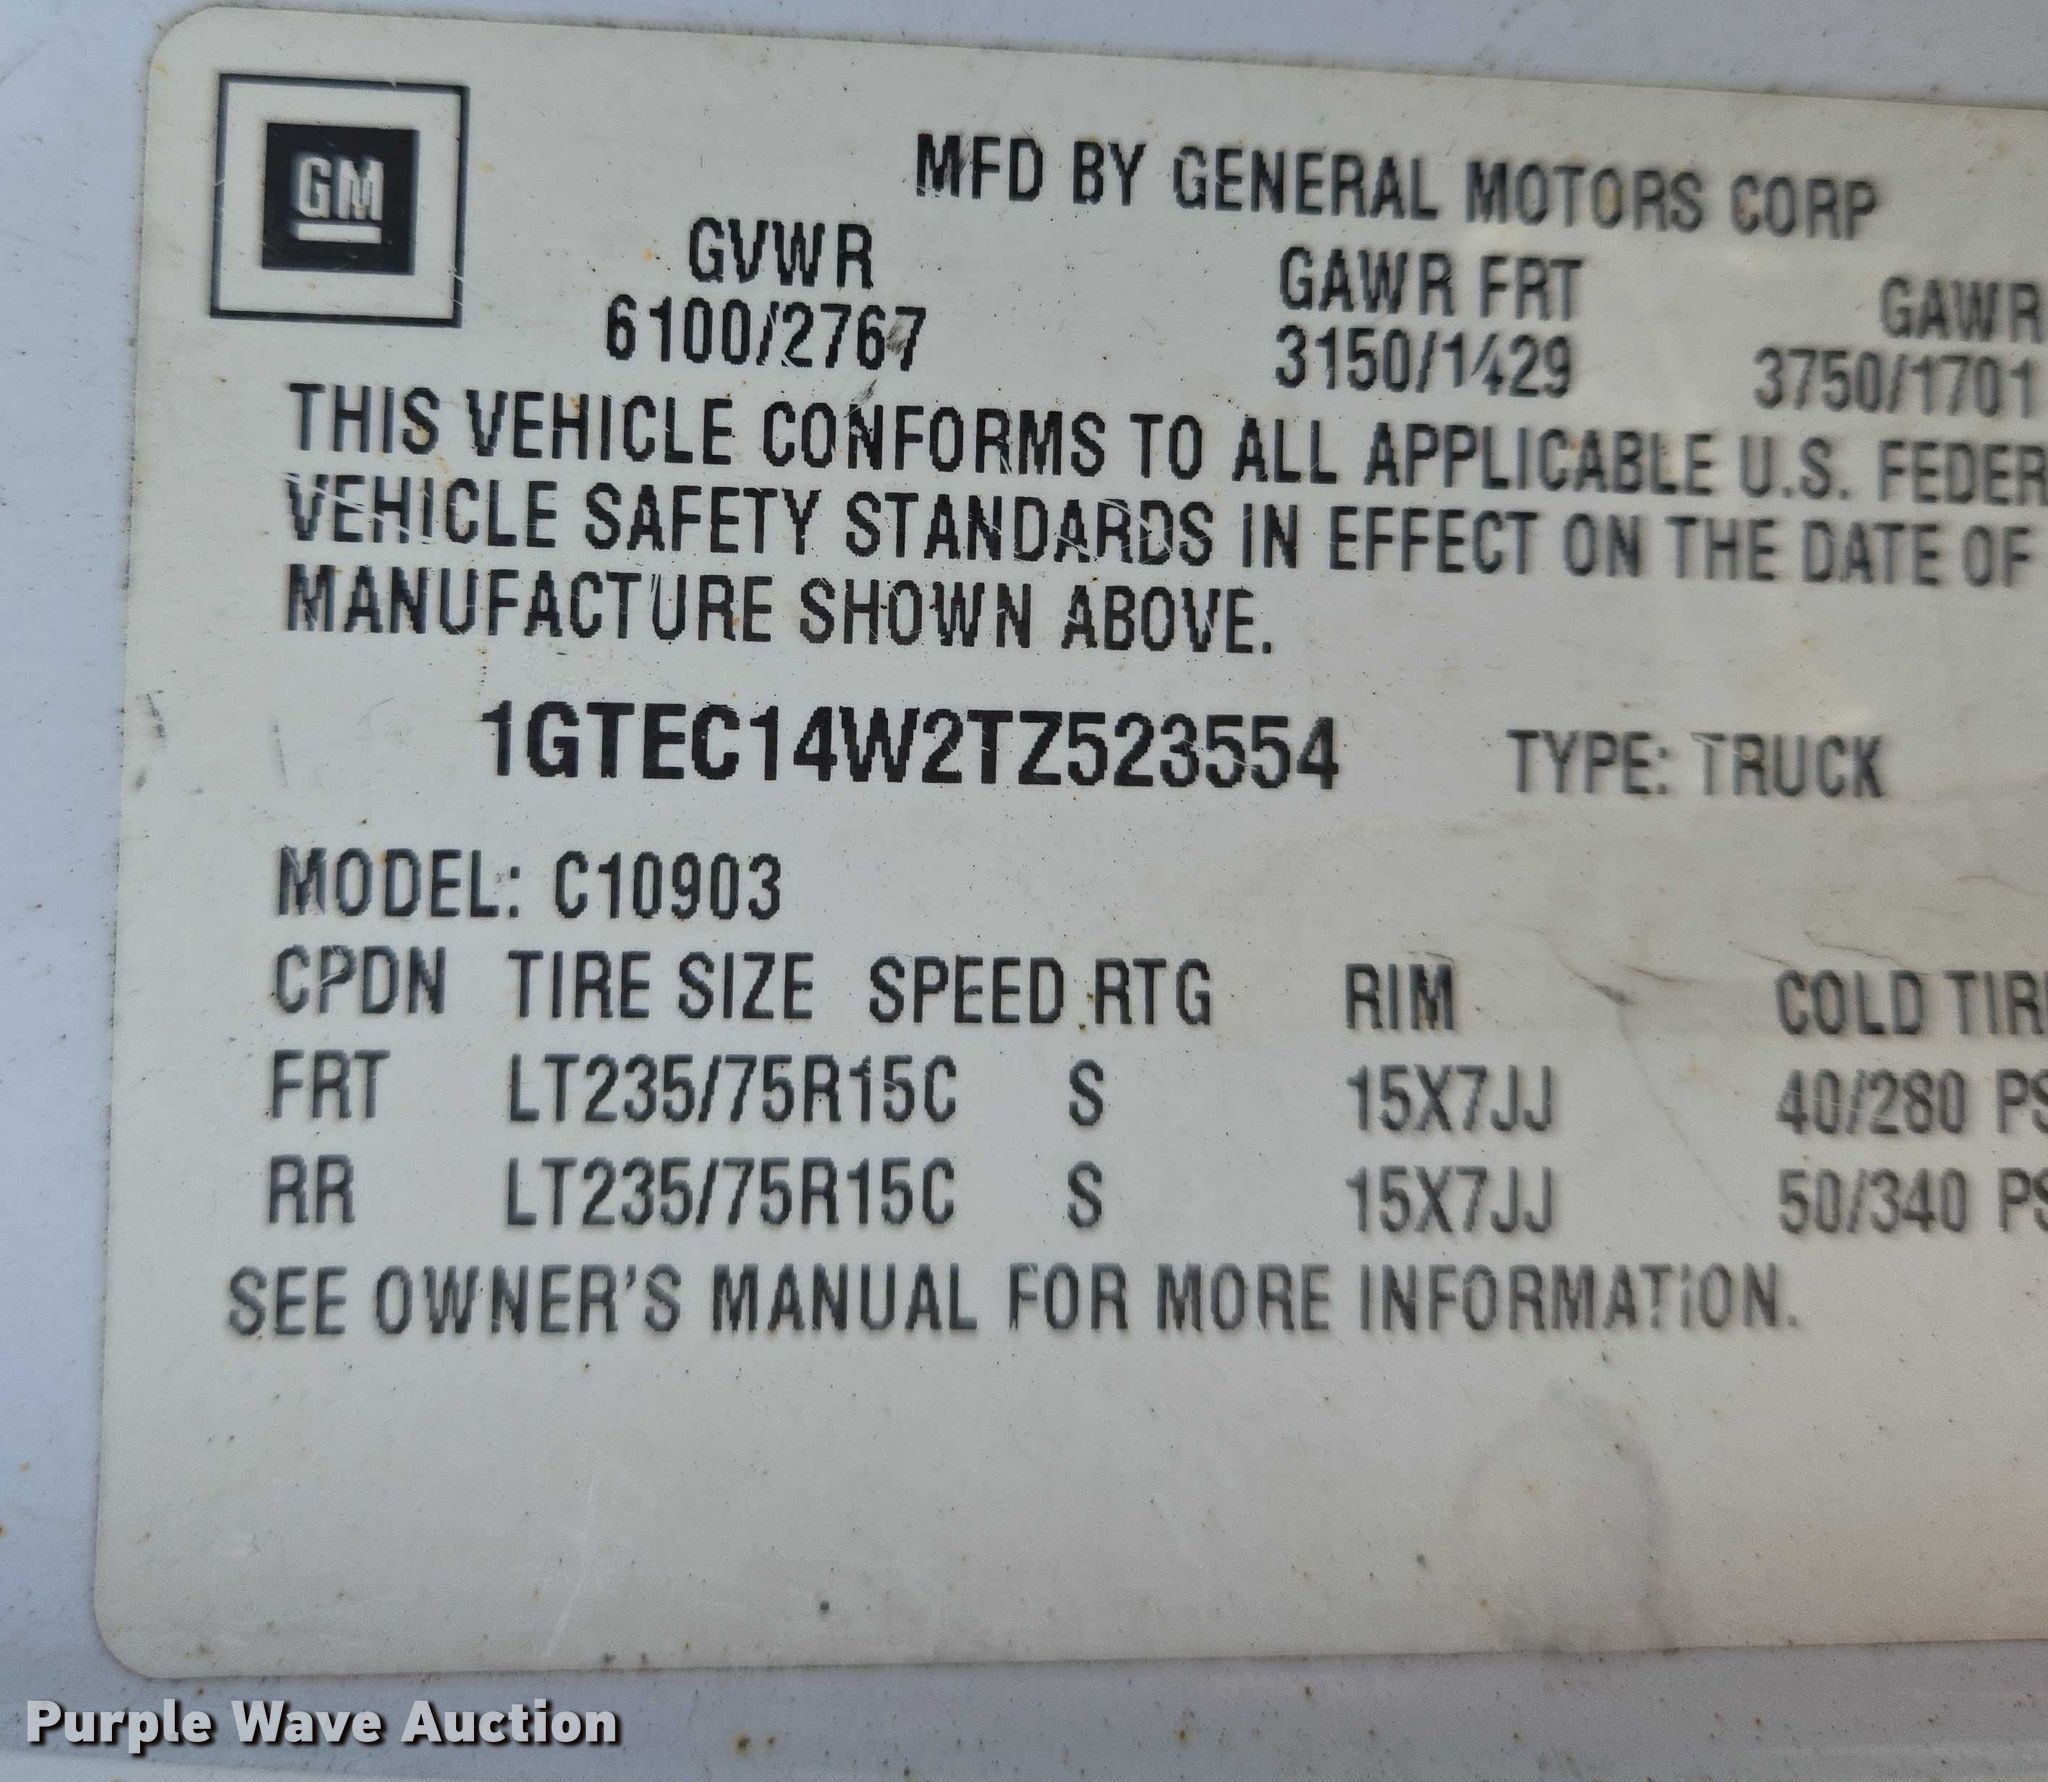 GM
MFD BY GENERAL MOTORS CORP
GVWR GAWR FRT GAWR
6100/2767 3150/1429 3750/1701
THIS VEHICLE CONFORMS TO ALL APPLICABLE U.S. FEDER
VEHICLE SAFETY STANDARDS IN EFFECT ON THE DATE OF
MANUFACTURE SHOWN ABOVE.
1GTEC14W2TZ523554 TYPE: TRUCK
MODEL: C10903
CPDN TIRE SIZE SPEED RTG RIM COLD TIR
FRT LT235/75R15C S 15X7JJ 40/280 PS
RR LT235/75R15C S 15X7JJ 50/340 PS
SEE OWNER'S MANUAL FOR MORE INFORMATION.
Purple Wave Auction